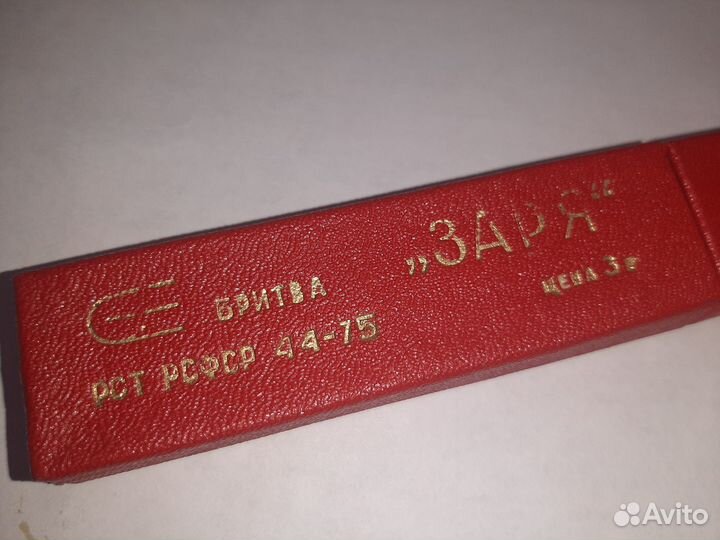 „ЗАРЯ“
БРИТВА
ЦЕНА 3 р
РСТ РСФСР 44-75
Avito